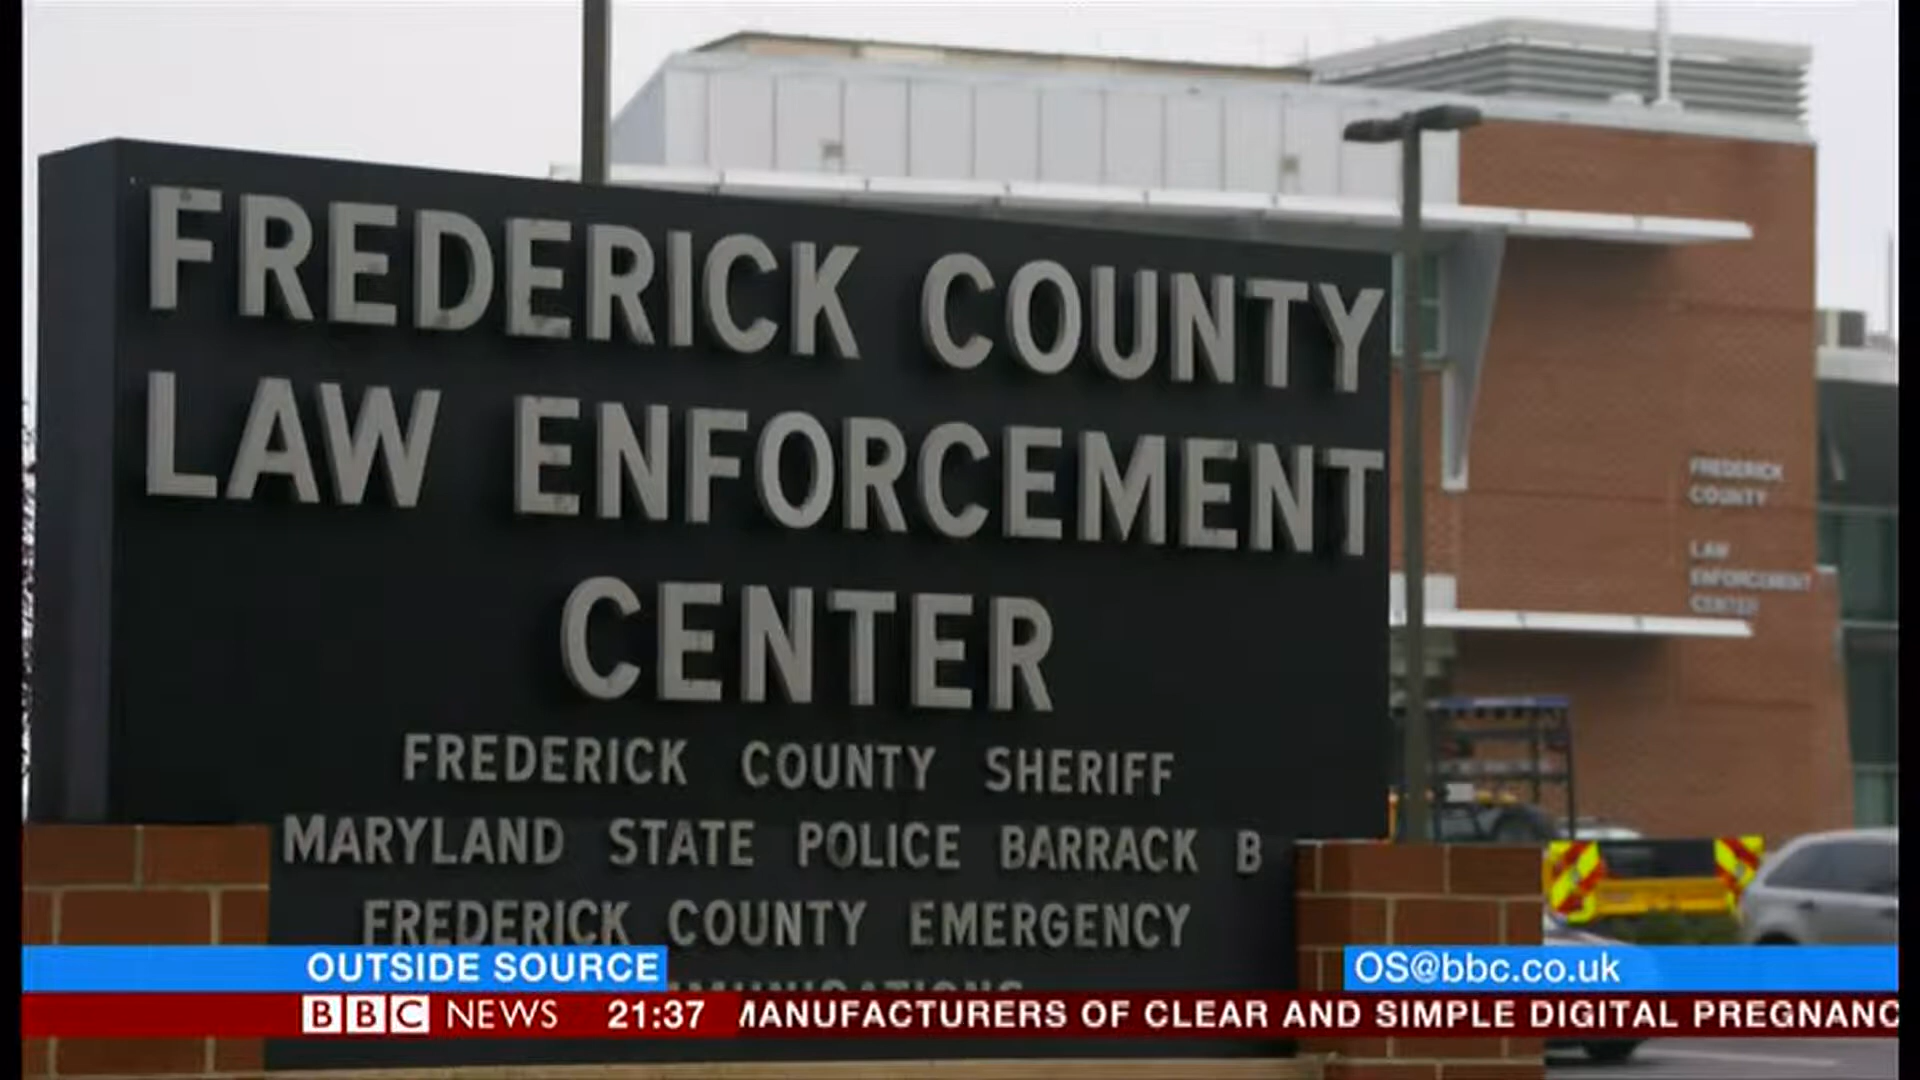 FREDERICK COUNTY
LAW ENFORCEMENT
CENTER
FREDERICK COUNTY SHERIFF
MARYLAND STATE POLICE BARRACK B
FREDERICK COUNTY EMERGENCY
FREDERICK
COUNTY
LAW
ENFORCEMENT
CENTER
OUTSIDE SOURCE
OS@bbc.co.uk
BBC NEWS 21:37 MANUFACTURERS OF CLEAR AND SIMPLE DIGITAL PREGNANC